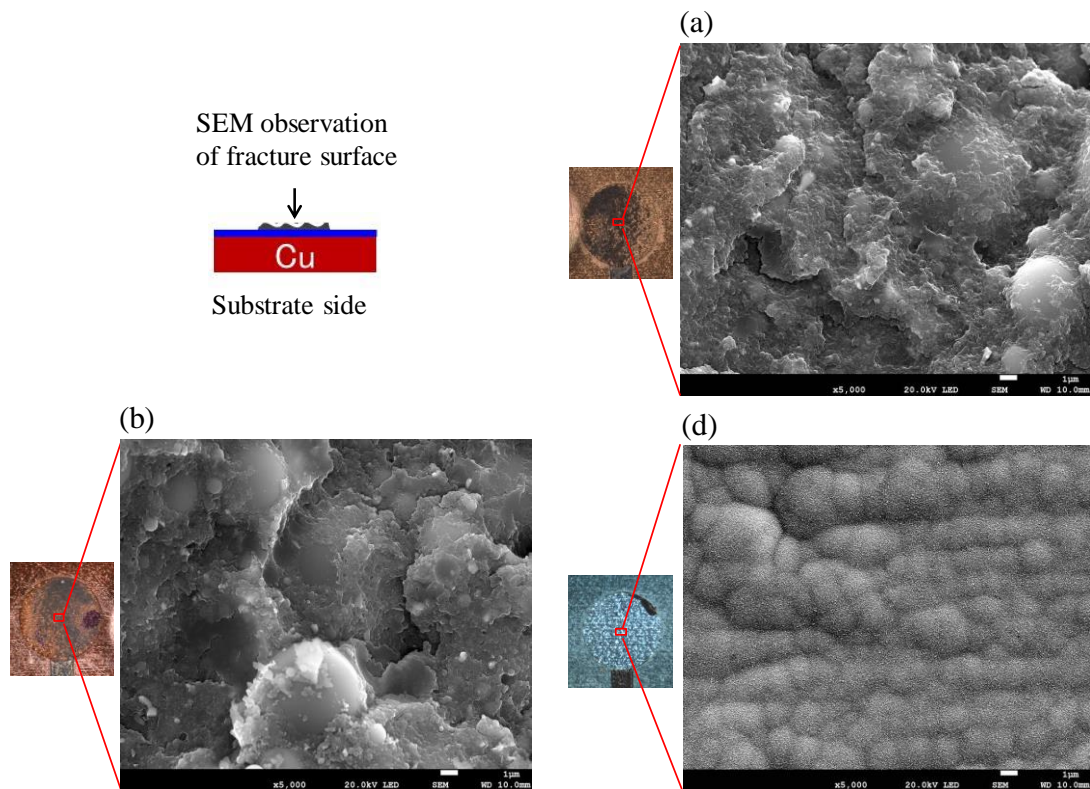 (a)
SEM observation
of fracture surface
Cu
Substrate side
1μm
x5,000 20.0kV LED SEM WD 10.0mm
(b)
(d)
1μm
x5,000 20.0kV LED SEM WD 10.0mm
1μm
x5,000 20.0kV LED SEM WD 10.0mm